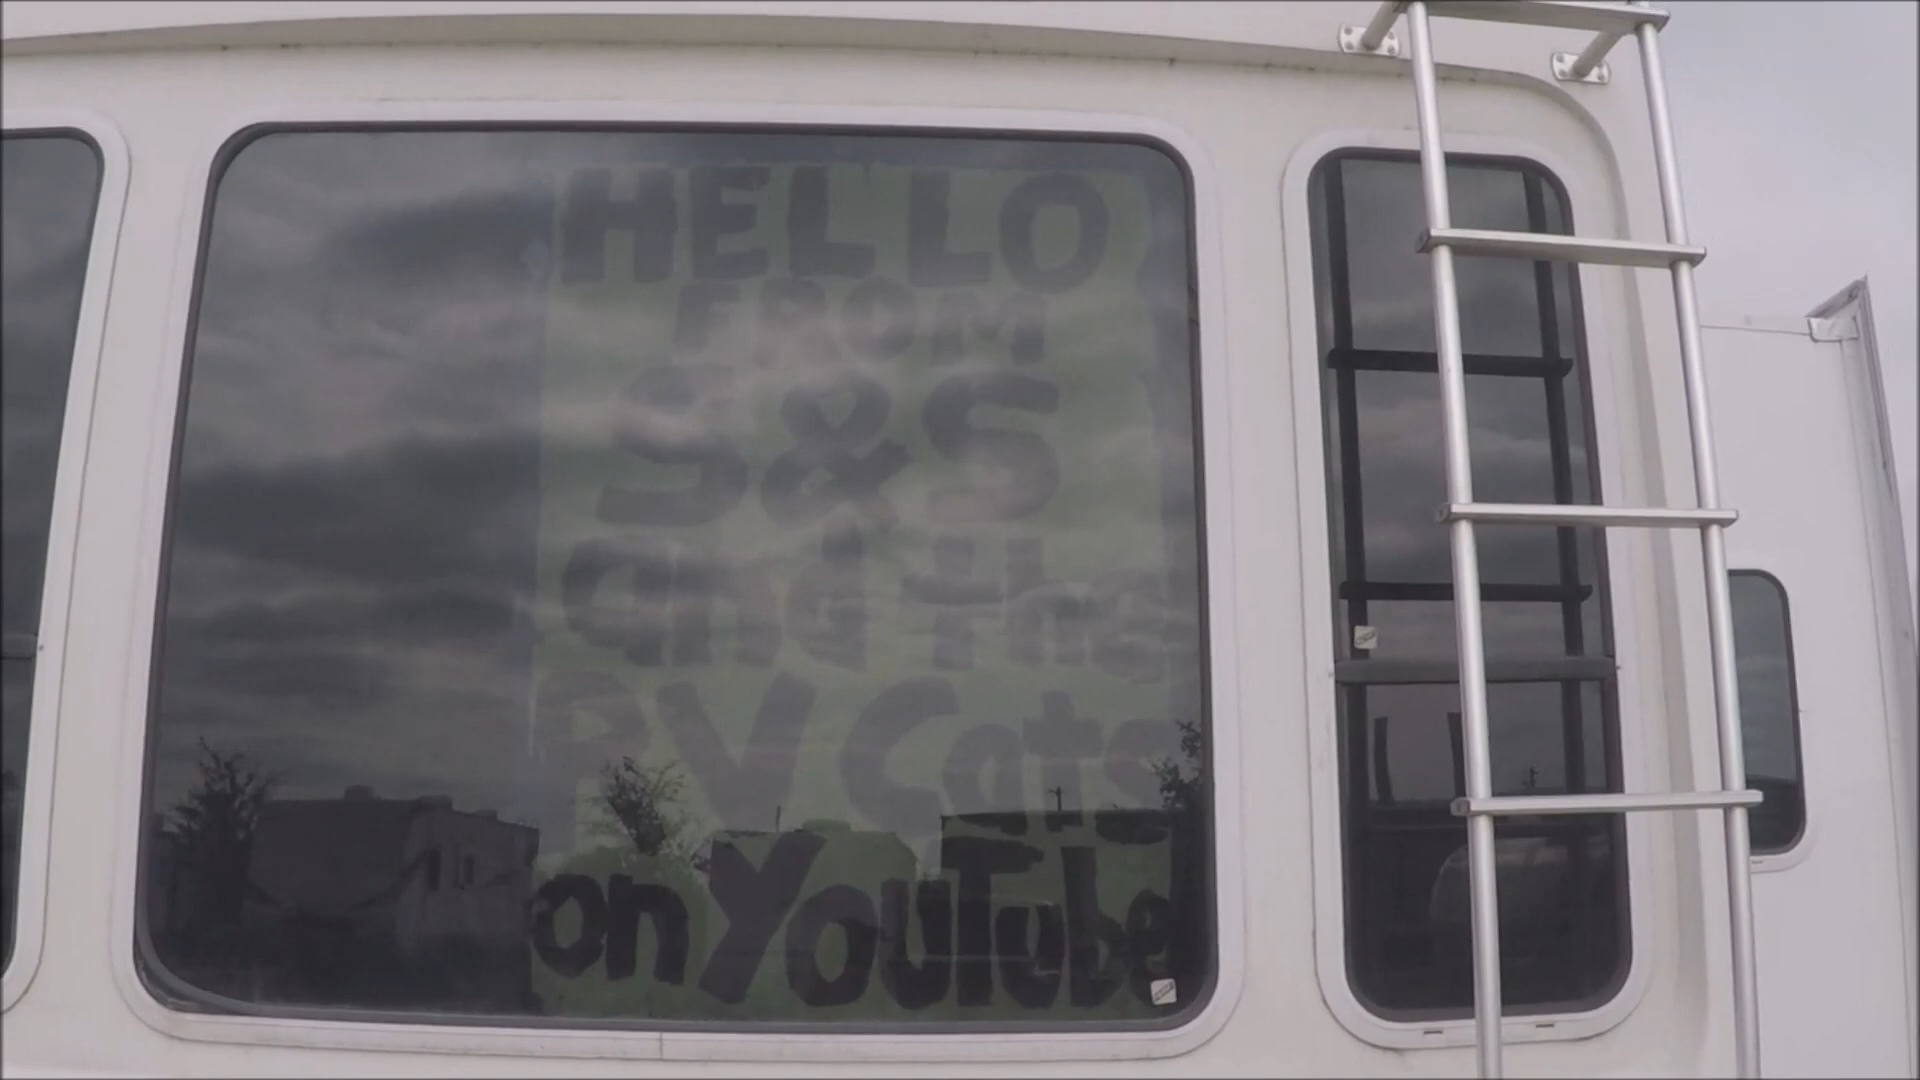 HELLO
FROM
S&S
and the
RV Cats
on YouTube